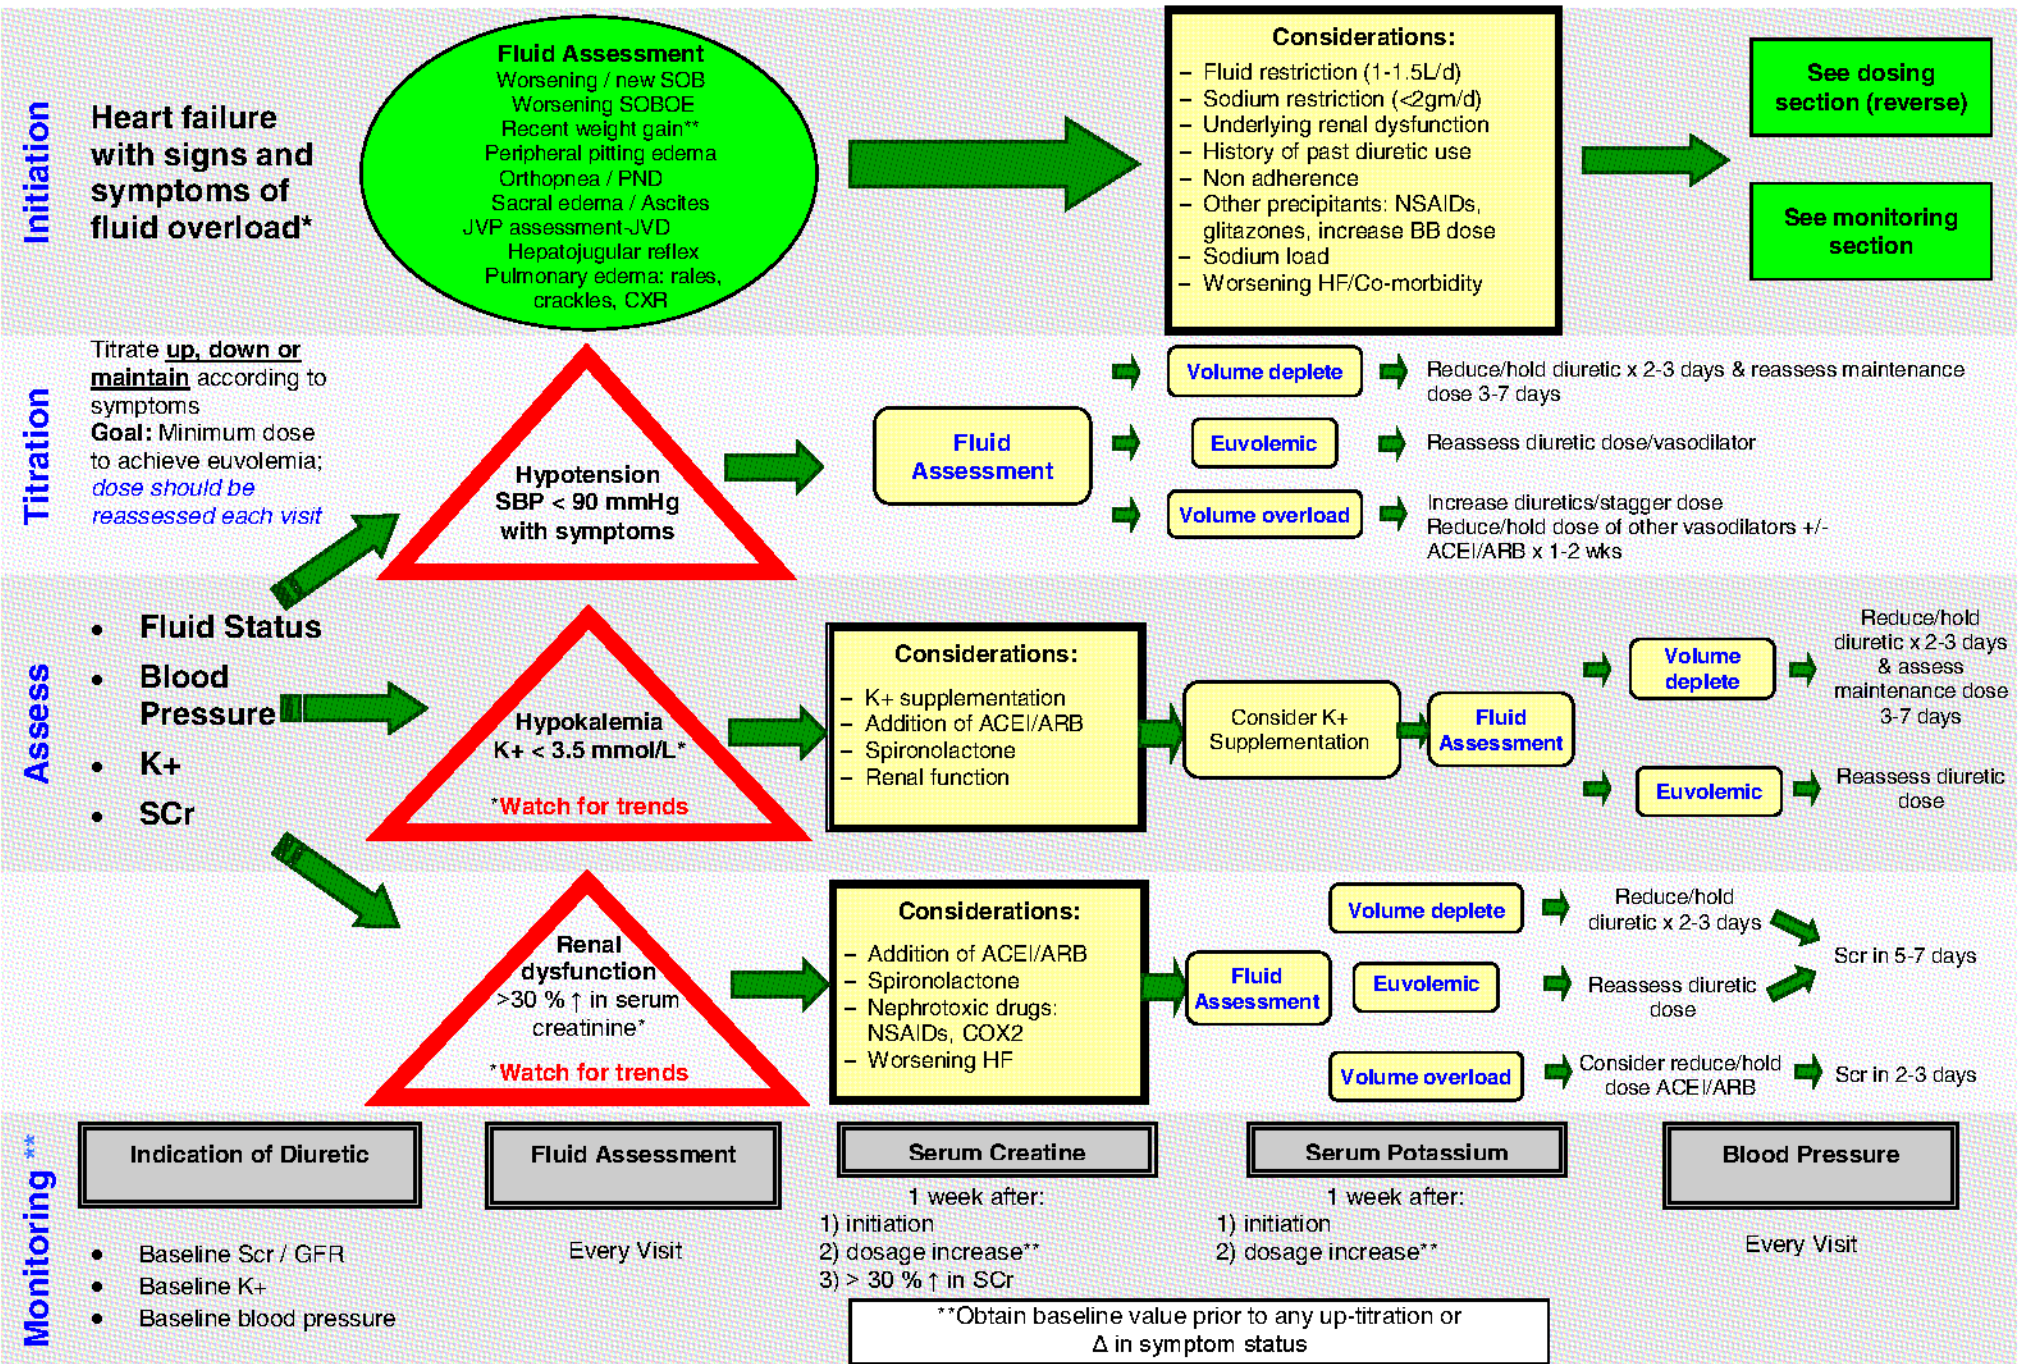 Initiation
Heart failure
with signs and
symptoms of
fluid overload*
Fluid Assessment
Worsening / new SOB
Worsening SOBOE
Recent weight gain**
Peripheral pitting edema
Orthopnea / PND
Sacral edema / Ascites
JVP assessment-JVD
Hepatojugular reflex
Pulmonary edema: rales,
crackles, CXR
Considerations:
– Fluid restriction (1-1.5L/d)
– Sodium restriction (<2gm/d)
– Underlying renal dysfunction
– History of past diuretic use
– Non adherence
– Other precipitants: NSAIDs,
glitazones, increase BB dose
– Sodium load
– Worsening HF/Co-morbidity
See dosing
section (reverse)
See monitoring
section
Titration
Titrate up, down or
maintain according to
symptoms
Goal: Minimum dose
to achieve euvolemia;
dose should be
reassessed each visit
Hypotension
SBP < 90 mmHg
with symptoms
Fluid
Assessment
Volume deplete
Reduce/hold diuretic x 2-3 days & reassess maintenance
dose 3-7 days
Euvolemic
Reassess diuretic dose/vasodilator
Volume overload
Increase diuretics/stagger dose
Reduce/hold dose of other vasodilators +/-
ACEI/ARB x 1-2 wks
Assess
• Fluid Status
• Blood
Pressure
• K+
• SCr
Hypokalemia
K+ < 3.5 mmol/L*
*Watch for trends
Considerations:
– K+ supplementation
– Addition of ACEI/ARB
– Spironolactone
– Renal function
Consider K+
Supplementation
Fluid
Assessment
Volume
deplete
Reduce/hold
diuretic x 2-3 days
& assess
maintenance dose
3-7 days
Euvolemic
Reassess diuretic
dose
Renal
dysfunction
>30 % ↑ in serum
creatinine*
*Watch for trends
Considerations:
– Addition of ACEI/ARB
– Spironolactone
– Nephrotoxic drugs:
NSAIDs, COX2
– Worsening HF
Fluid
Assessment
Volume deplete
Reduce/hold
diuretic x 2-3 days
Euvolemic
Reassess diuretic
dose
Scr in 5-7 days
Volume overload
Consider reduce/hold
dose ACEI/ARB
Scr in 2-3 days
Monitoring **
Indication of Diuretic
• Baseline Scr / GFR
• Baseline K+
• Baseline blood pressure
Fluid Assessment
Every Visit
Serum Creatine
1 week after:
1) initiation
2) dosage increase**
3) > 30 % ↑ in SCr
Serum Potassium
1 week after:
1) initiation
2) dosage increase**
Blood Pressure
Every Visit
**Obtain baseline value prior to any up-titration or
Δ in symptom status